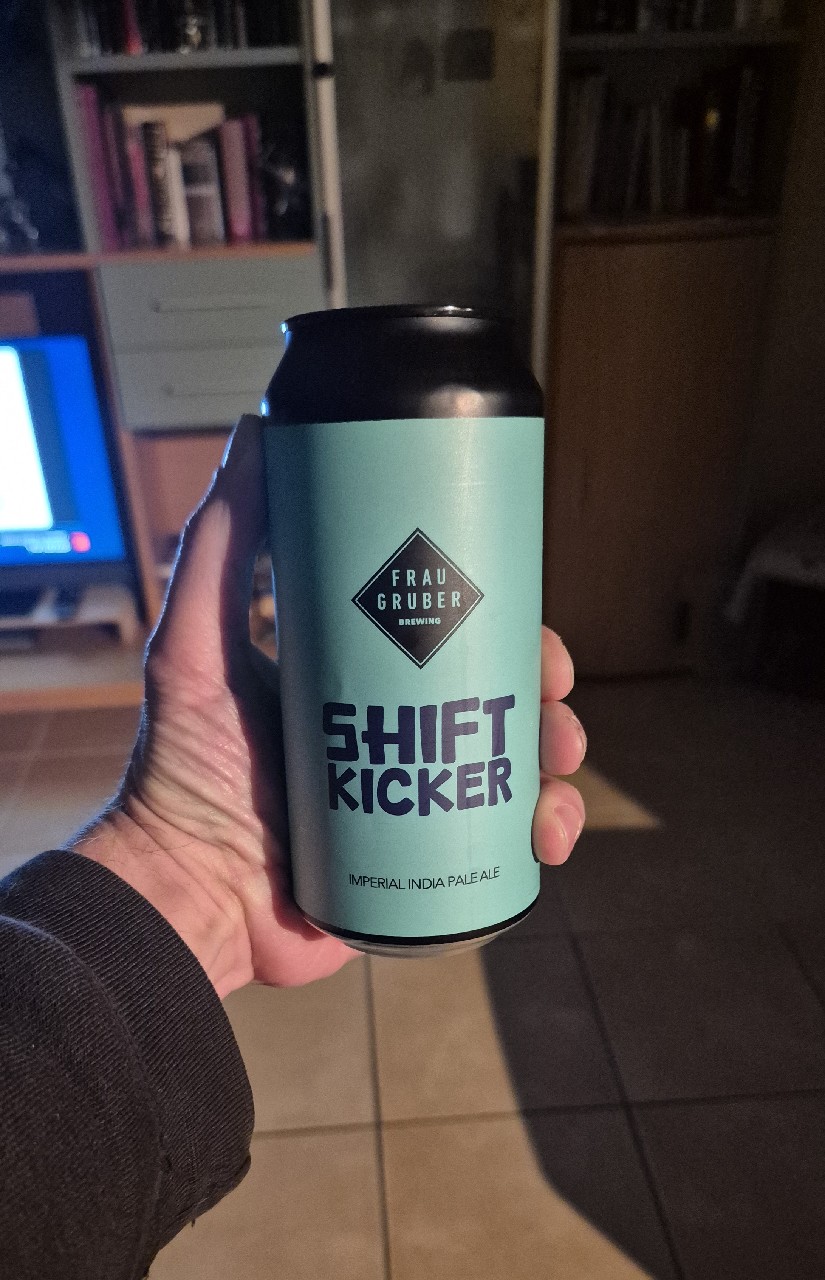 FRAU
GRUBER
BREWING
SHIFT
KICKER
IMPERIAL INDIA PALE ALE